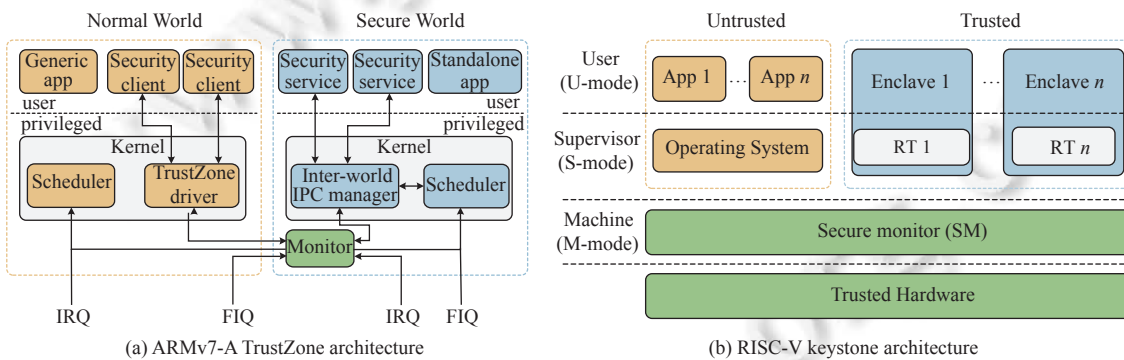 Normal World
Secure World
Generic
app
Security
client
Security
client
Security
service
Security
service
Standalone
app
user
privileged
user
privileged
Kernel
Scheduler
TrustZone
driver
Kernel
Inter-world
IPC manager
Scheduler
Monitor
IRQ
FIQ
IRQ
FIQ
(a) ARMv7-A TrustZone architecture
Untrusted
Trusted
User
(U-mode)
App 1
…
App n
Enclave 1
…
Enclave n
Supervisor
(S-mode)
Operating System
RT 1
RT n
Machine
(M-mode)
Secure monitor (SM)
Trusted Hardware
(b) RISC-V keystone architecture